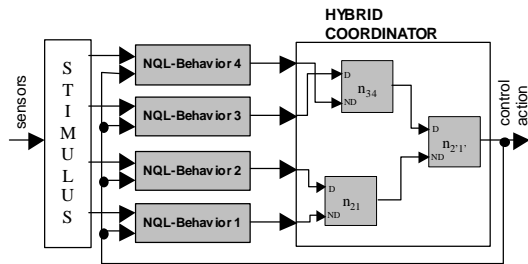 HYBRID
COORDINATOR
sensors
STIMULUS
NQL-Behavior 4
NQL-Behavior 3
NQL-Behavior 2
NQL-Behavior 1
D
n34
ND
D
n21
ND
D
n2'1'
ND
control
action